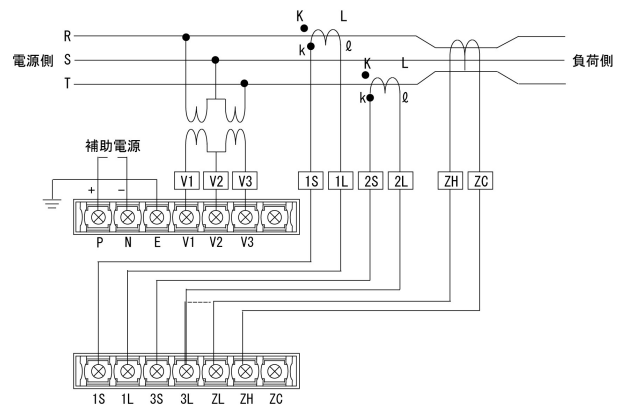 K L
R
k ℓ
電源側 S K L 負荷側
T
k ℓ
補助電源
+ −
V1 V2 V3 1S 1L 2S 2L ZH ZC
P N E V1 V2 V3
1S 1L 3S 3L ZL ZH ZC